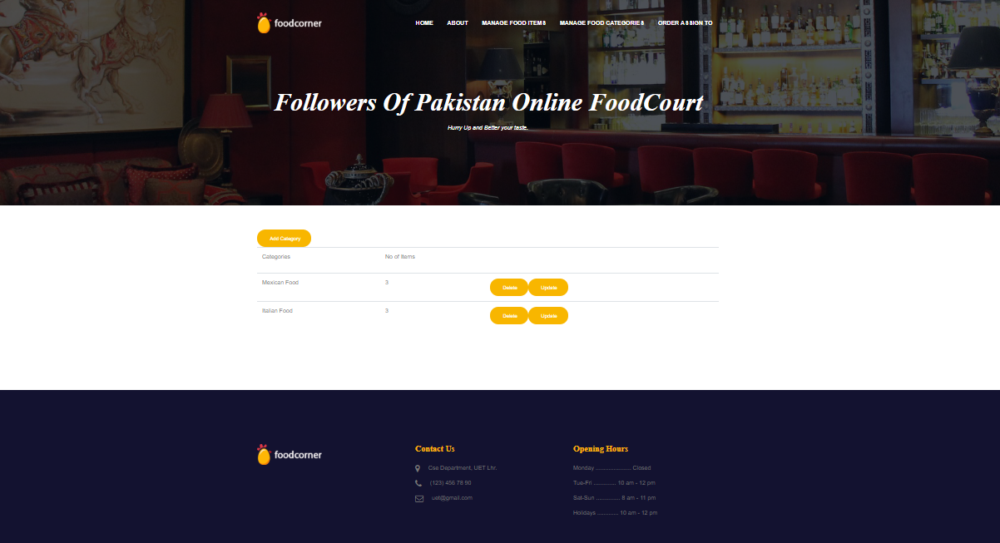 foodcorner
HOME ABOUT MANAGE FOOD ITEMS MANAGE FOOD CATEGORIES ORDER ASSIGN TO
Followers Of Pakistan Online FoodCourt
Hurry Up and Better your taste.
Add Category
Categories No of Items
Mexican Food 3 Delete Update
Italian Food 3 Delete Update
foodcorner
Contact Us
Cse Department, UET Lhr.
(123) 456 78 90
uet@gmail.com
Opening Hours
Monday ...................... Closed
Tue-Fri .............. 10 am - 12 pm
Sat-Sun ............... 8 am - 11 pm
Holidays ............. 10 am - 12 pm